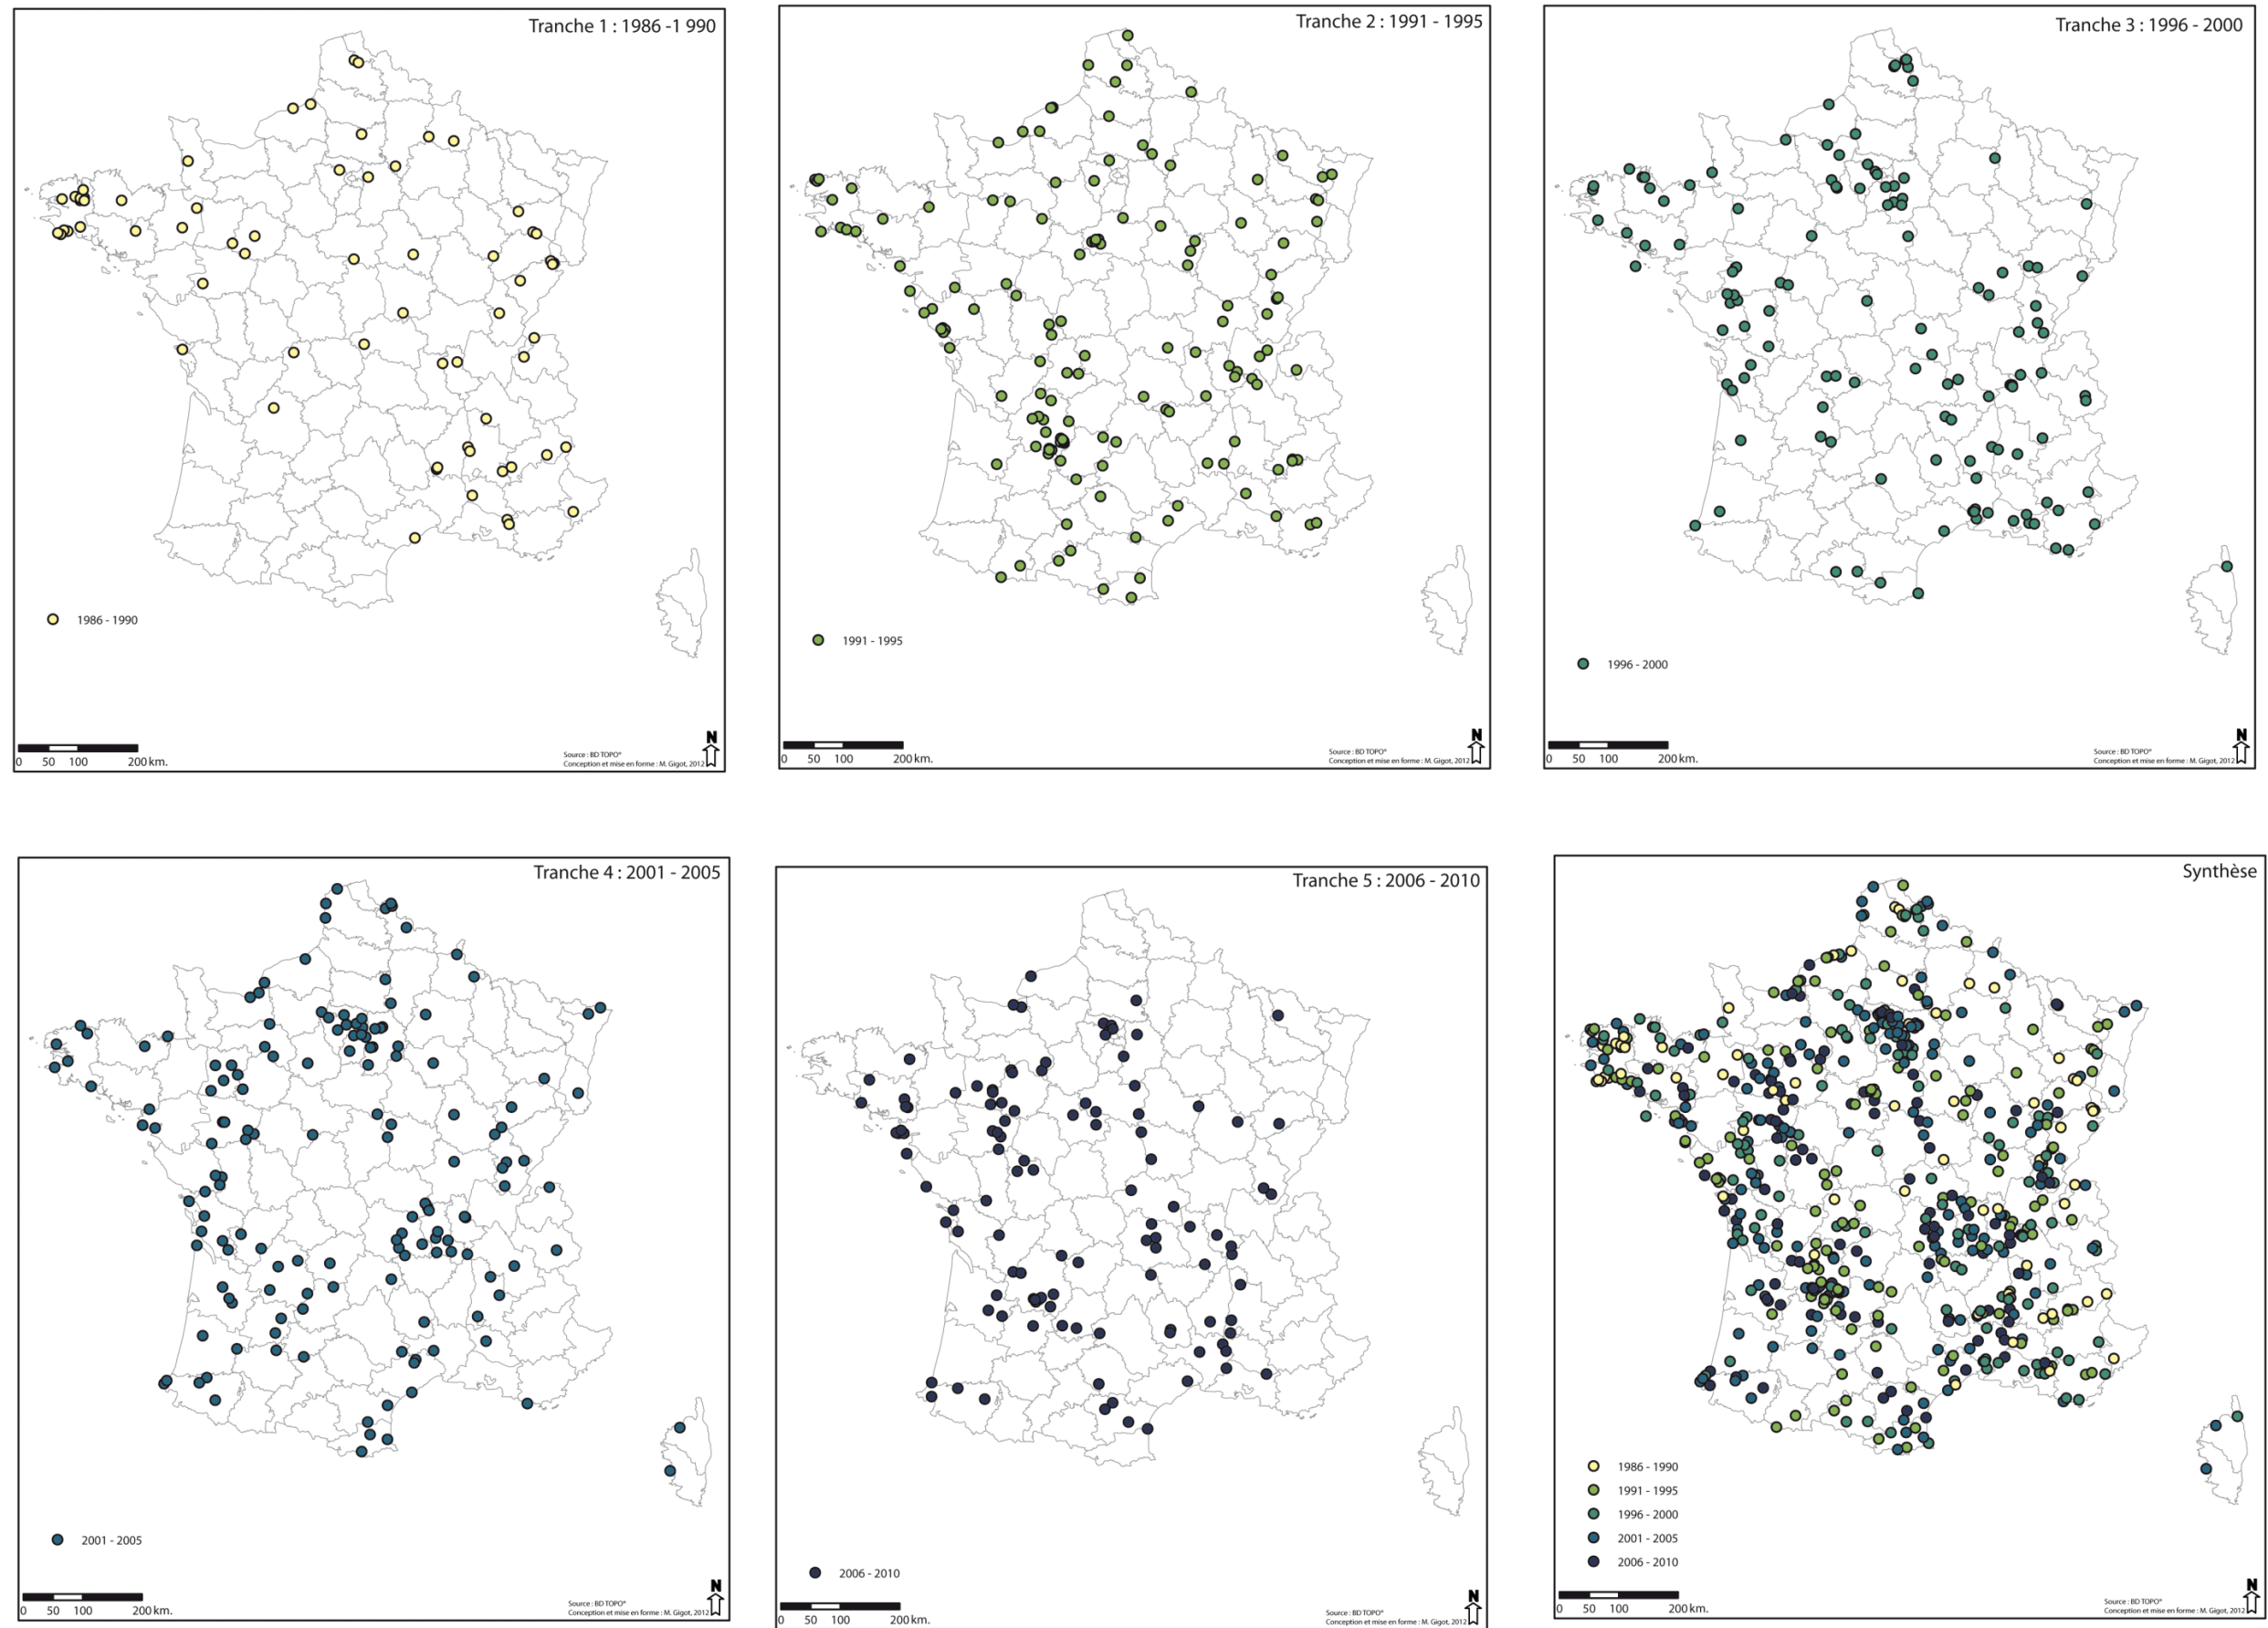 Tranche 1 : 1986 -1 990
1986 - 1990
0 50 100 200 km.
Source : BD TOPO®
Conception et mise en forme : M. Gigot, 2012
N
Tranche 2 : 1991 - 1995
1991 - 1995
0 50 100 200 km.
Source : BD TOPO®
Conception et mise en forme : M. Gigot, 2012
N
Tranche 3 : 1996 - 2000
1996 - 2000
0 50 100 200 km.
Source : BD TOPO®
Conception et mise en forme : M. Gigot, 2012
N
Tranche 4 : 2001 - 2005
2001 - 2005
0 50 100 200 km.
Source : BD TOPO®
Conception et mise en forme : M. Gigot, 2012
N
Tranche 5 : 2006 - 2010
2006 - 2010
0 50 100 200 km.
Source : BD TOPO®
Conception et mise en forme : M. Gigot, 2012
N
Synthèse
1986 - 1990
1991 - 1995
1996 - 2000
2001 - 2005
2006 - 2010
0 50 100 200 km.
Source : BD TOPO®
Conception et mise en forme : M. Gigot, 2012
N